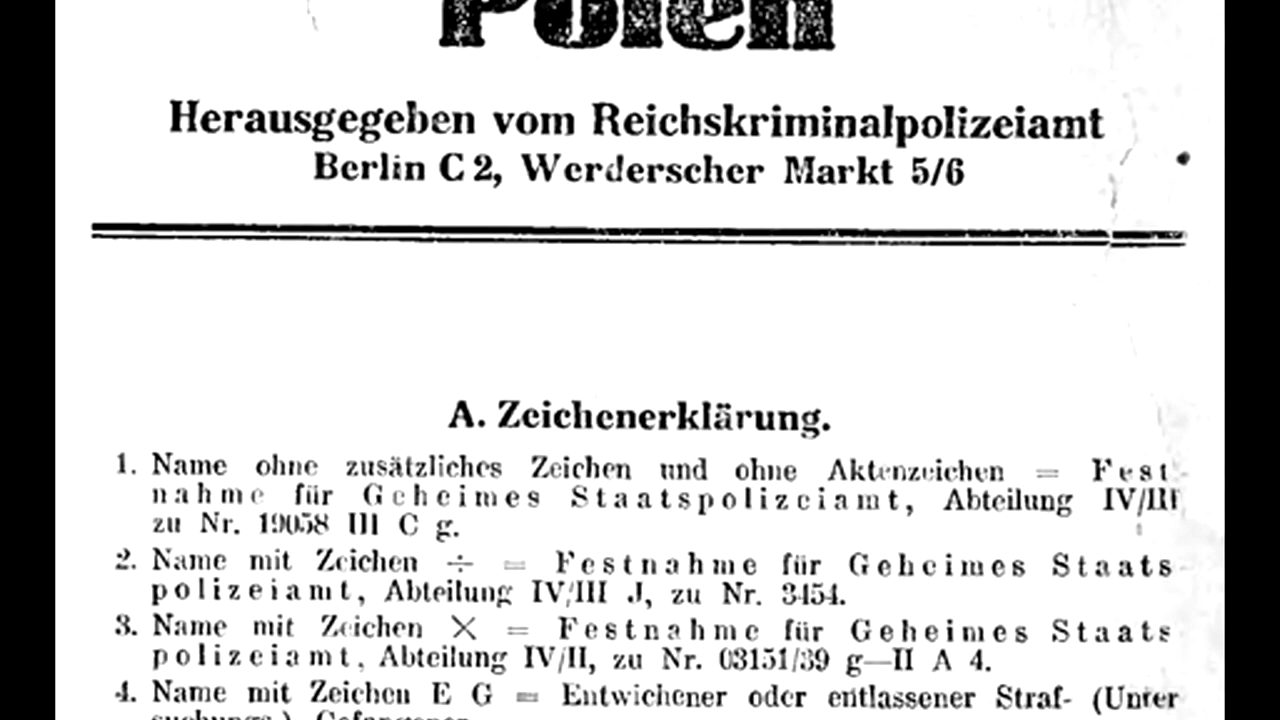 Polen
Herausgegeben vom Reichskriminalpolizeiamt
Berlin C 2, Werderscher Markt 5/6
A. Zeichenerklärung.
1. Name ohne zusätzliches Zeichen und ohne Aktenzeichen = Fest-
nahme für Geheimes Staatspolizeiamt, Abteilung IV/III
zu Nr. 19058 III C g.
2. Name mit Zeichen ÷ = Festnahme für Geheimes Staats-
polizeiamt, Abteilung IV/III J, zu Nr. 3454.
3. Name mit Zeichen × = Festnahme für Geheimes Staats
polizeiamt, Abteilung IV/II, zu Nr. 03151/39 g—II A 4.
4. Name mit Zeichen E G = Entwichener oder entlassener Straf- (Unter